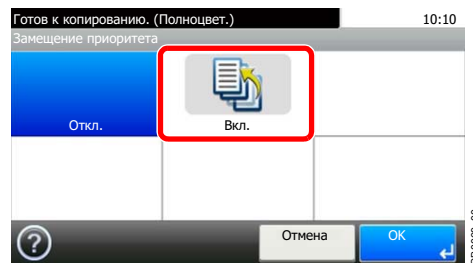 Готов к копированию. (Полноцвет.) 10:10
Замещение приоритета
Откл. Вкл.
? Отмена OK